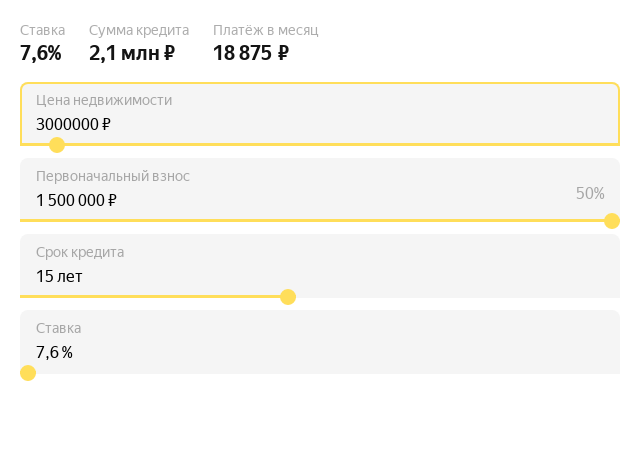 Ставка Сумма кредита Платёж в месяц
7,6% 2,1 млн ₽ 18 875 ₽
Цена недвижимости
3000000 ₽
Первоначальный взнос
1 500 000 ₽
50%
Срок кредита
15 лет
Ставка
7,6 %